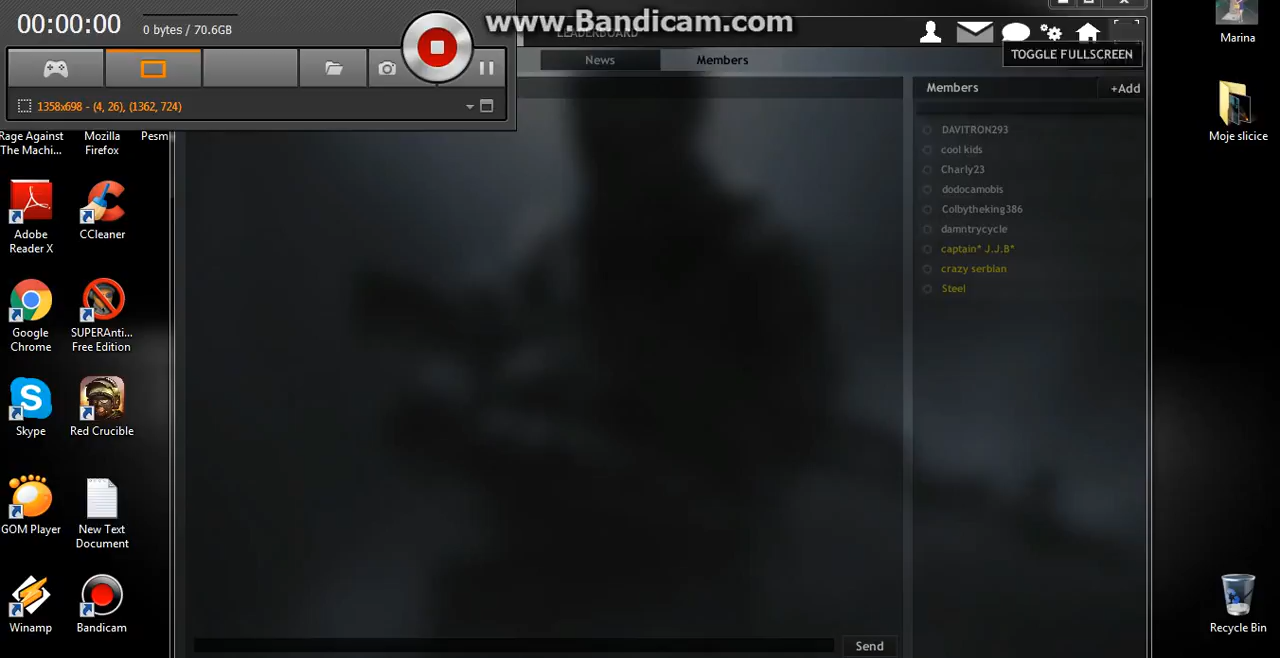 00:00:00
0 bytes / 70.6GB
www.Bandicam.com
LEADERBOARD
TOGGLE FULLSCREEN
News
Members
1358x698 - (4, 26), (1362, 724)
Members
+Add
DAVITRON293
cool kids
Charly23
dodocamobis
Colbytheking386
damntrycycle
captain* J.J.B*
crazy serbian
Steel
Send
Rage Against
The Machi...
Mozilla
Firefox
Pesm
Adobe
Reader X
CCleaner
Google
Chrome
SUPERAnti...
Free Edition
Skype
Red Crucible
GOM Player
New Text
Document
Winamp
Bandicam
Marina
Moje slicice
Recycle Bin